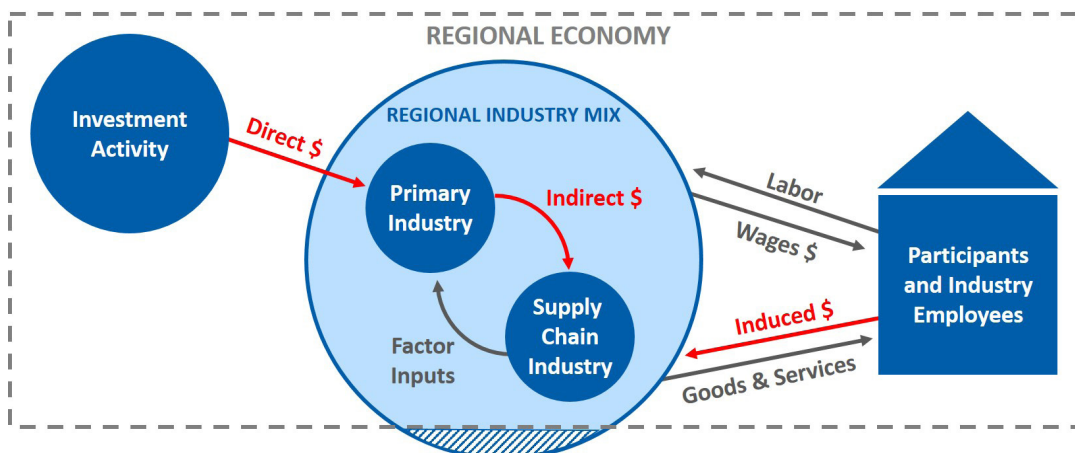 REGIONAL ECONOMY
Investment
Activity
Direct $
REGIONAL INDUSTRY MIX
Primary
Industry
Indirect $
Supply
Chain
Industry
Factor
Inputs
Labor
Wages $
Induced $
Goods & Services
Participants
and Industry
Employees